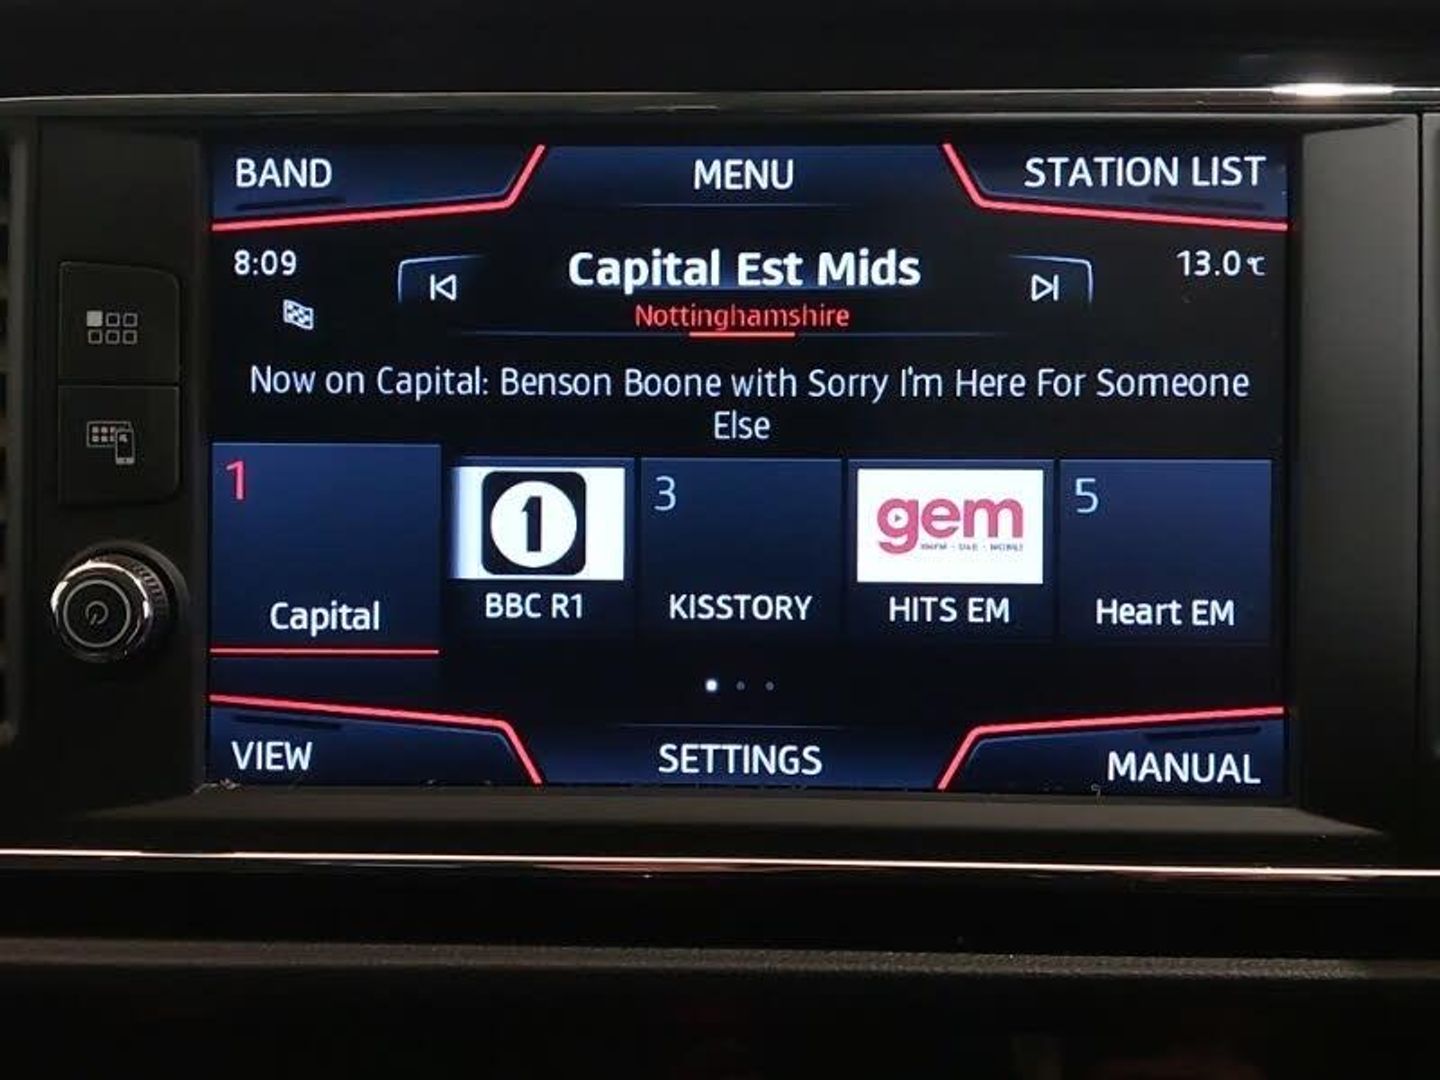 BAND MENU STATION LIST
8:09 Capital Est Mids 13.0℃
Nottinghamshire
Now on Capital: Benson Boone with Sorry I'm Here For Someone
Else
1 1 3 gem 5
Capital BBC R1 KISSTORY HITS EM Heart EM
VIEW SETTINGS MANUAL